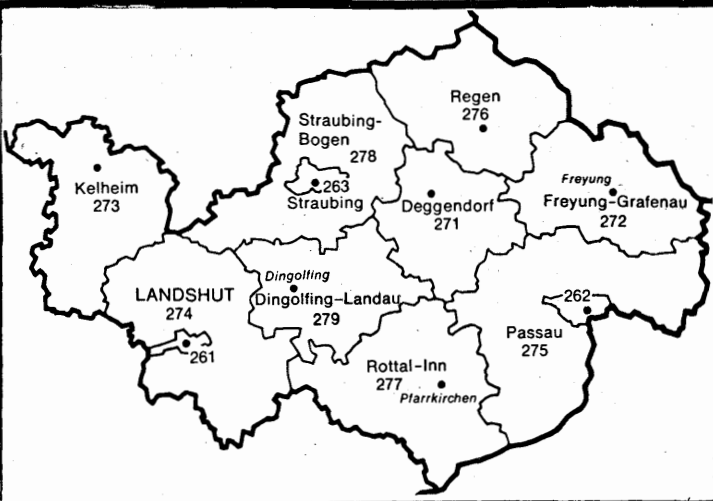 Regen
276
Straubing-
Bogen
278
263
Straubing
Kelheim
273
Deggendorf
271
Freyung
Freyung-Grafenau
272
LANDSHUT
274
261
Dingolfing
Dingolfing-Landau
279
262
Passau
275
Rottal-Inn
277
Pfarrkirchen